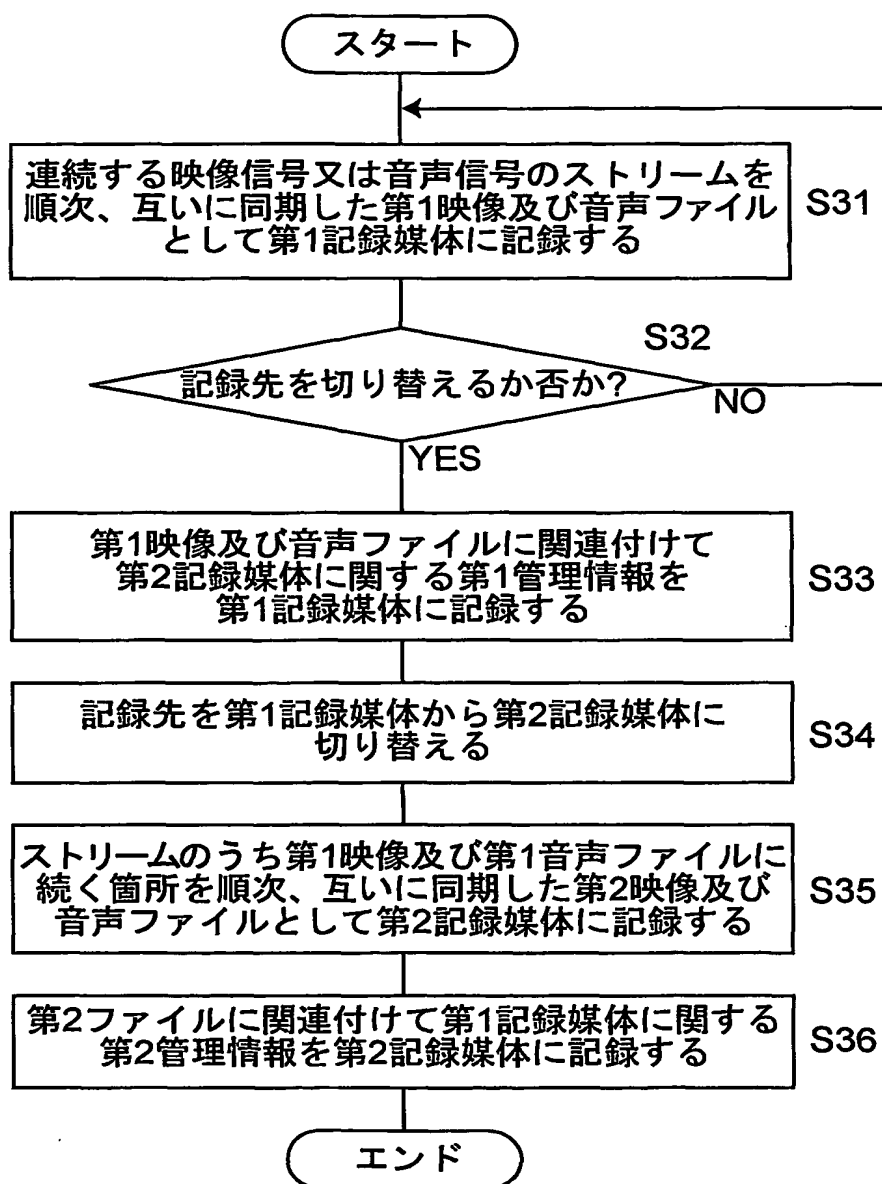 スタート
連続する映像信号又は音声信号のストリームを
順次、互いに同期した第1映像及び音声ファイル
として第1記録媒体に記録する
S31
S32
記録先を切り替えるか否か?
NO
YES
第1映像及び音声ファイルに関連付けて
第2記録媒体に関する第1管理情報を
第1記録媒体に記録する
S33
記録先を第1記録媒体から第2記録媒体に
切り替える
S34
ストリームのうち第1映像及び第1音声ファイルに
続く箇所を順次、互いに同期した第2映像及び
音声ファイルとして第2記録媒体に記録する
S35
第2ファイルに関連付けて第1記録媒体に関する
第2管理情報を第2記録媒体に記録する
S36
エンド